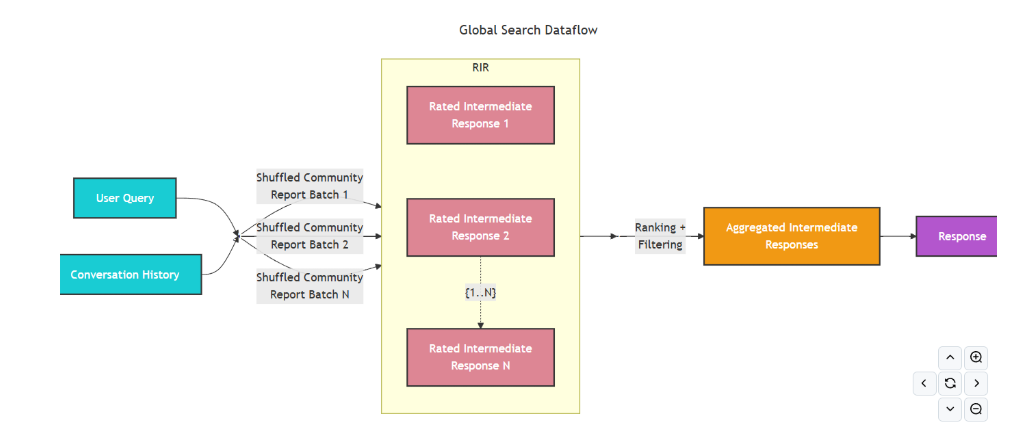 Global Search Dataflow
RIR
Rated Intermediate
Response 1
User Query
Conversation History
Shuffled Community
Report Batch 1
Shuffled Community
Report Batch 2
Shuffled Community
Report Batch N
Rated Intermediate
Response 2
{1..N}
Rated Intermediate
Response N
Ranking +
Filtering
Aggregated Intermediate
Responses
Response